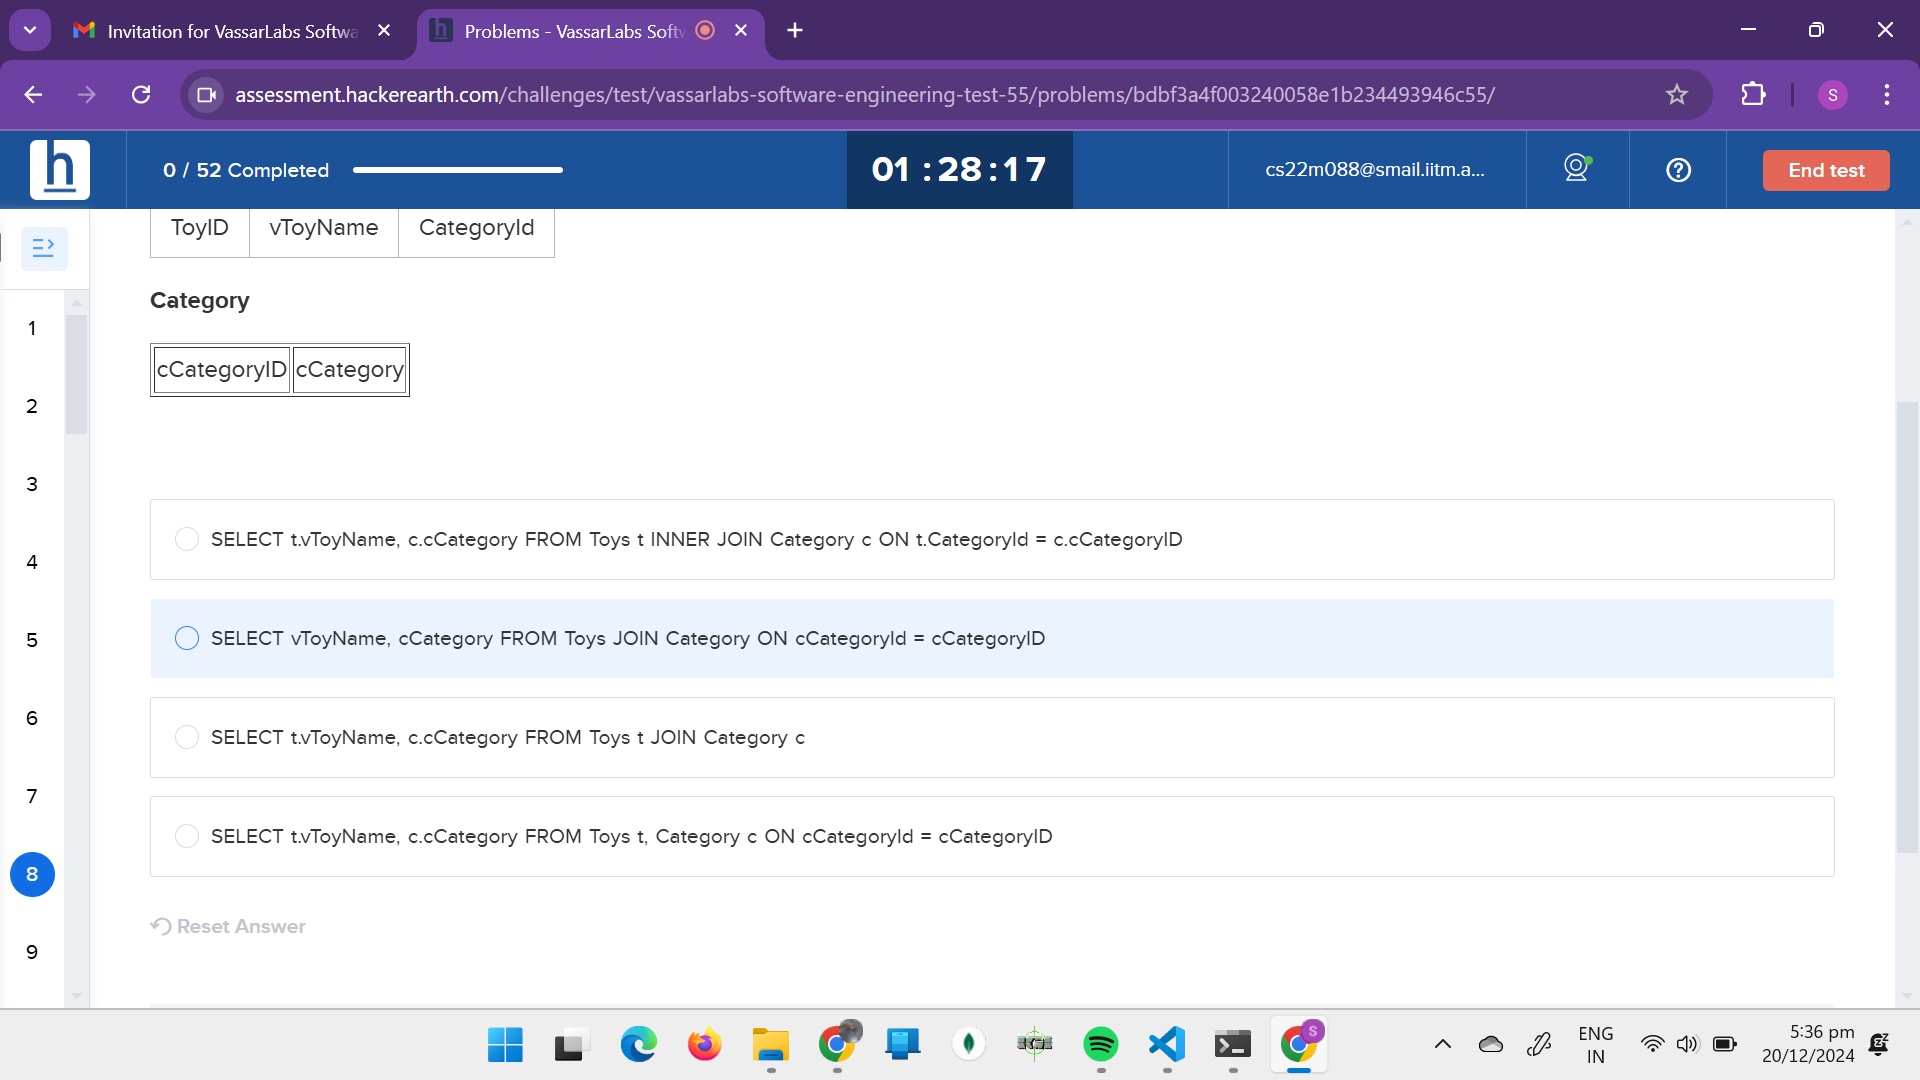 Invitation for VassarLabs Softwa
Problems - VassarLabs Softv
assessment.hackerearth.com/challenges/test/vassarlabs-software-engineering-test-55/problems/bdbf3a4f003240058e1b234493946c55/
S
h
0 / 52 Completed
01 : 28 : 17
cs22m088@smail.iitm.a...
End test
ToyID vToyName CategoryId
Category
cCategoryID cCategory
1
2
3
4
5
6
7
8
9
SELECT t.vToyName, c.cCategory FROM Toys t INNER JOIN Category c ON t.CategoryId = c.cCategoryID
SELECT vToyName, cCategory FROM Toys JOIN Category ON cCategoryId = cCategoryID
SELECT t.vToyName, c.cCategory FROM Toys t JOIN Category c
SELECT t.vToyName, c.cCategory FROM Toys t, Category c ON cCategoryId = cCategoryID
Reset Answer
S
ENG
IN
5:36 pm
20/12/2024